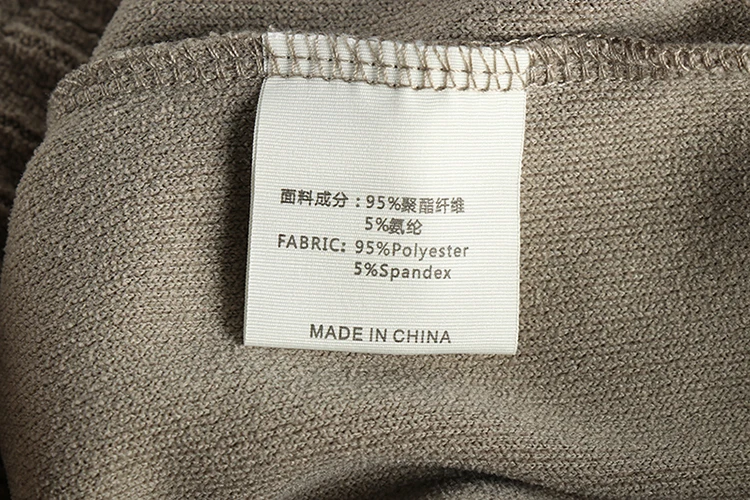 面料成分：95%聚酯纤维
5%氨纶
FABRIC: 95%Polyester
5%Spandex
MADE IN CHINA